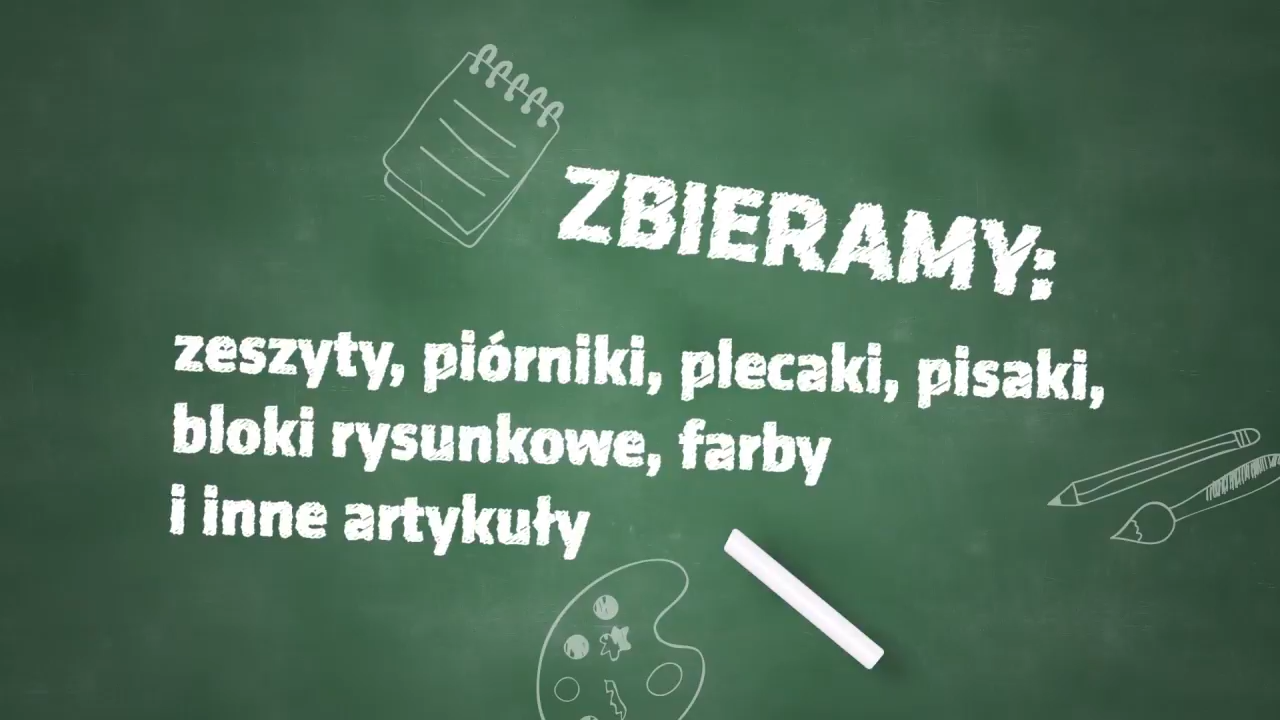 ZBIERAMY:
zeszyty, piórniki, plecaki, pisaki,
bloki rysunkowe, farby
i inne artykuły